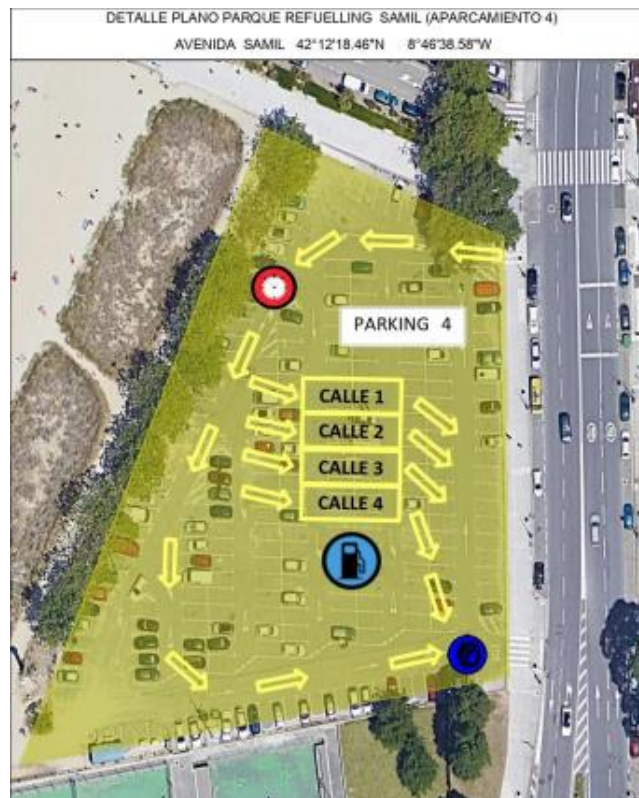 DETALLE PLANO PARQUE REFUELLING SAMIL (APARCAMIENTO 4)
AVENIDA SAMIL 42°12'18.46"N 8°46'38.58"W
PARKING 4
CALLE 1
CALLE 2
CALLE 3
CALLE 4